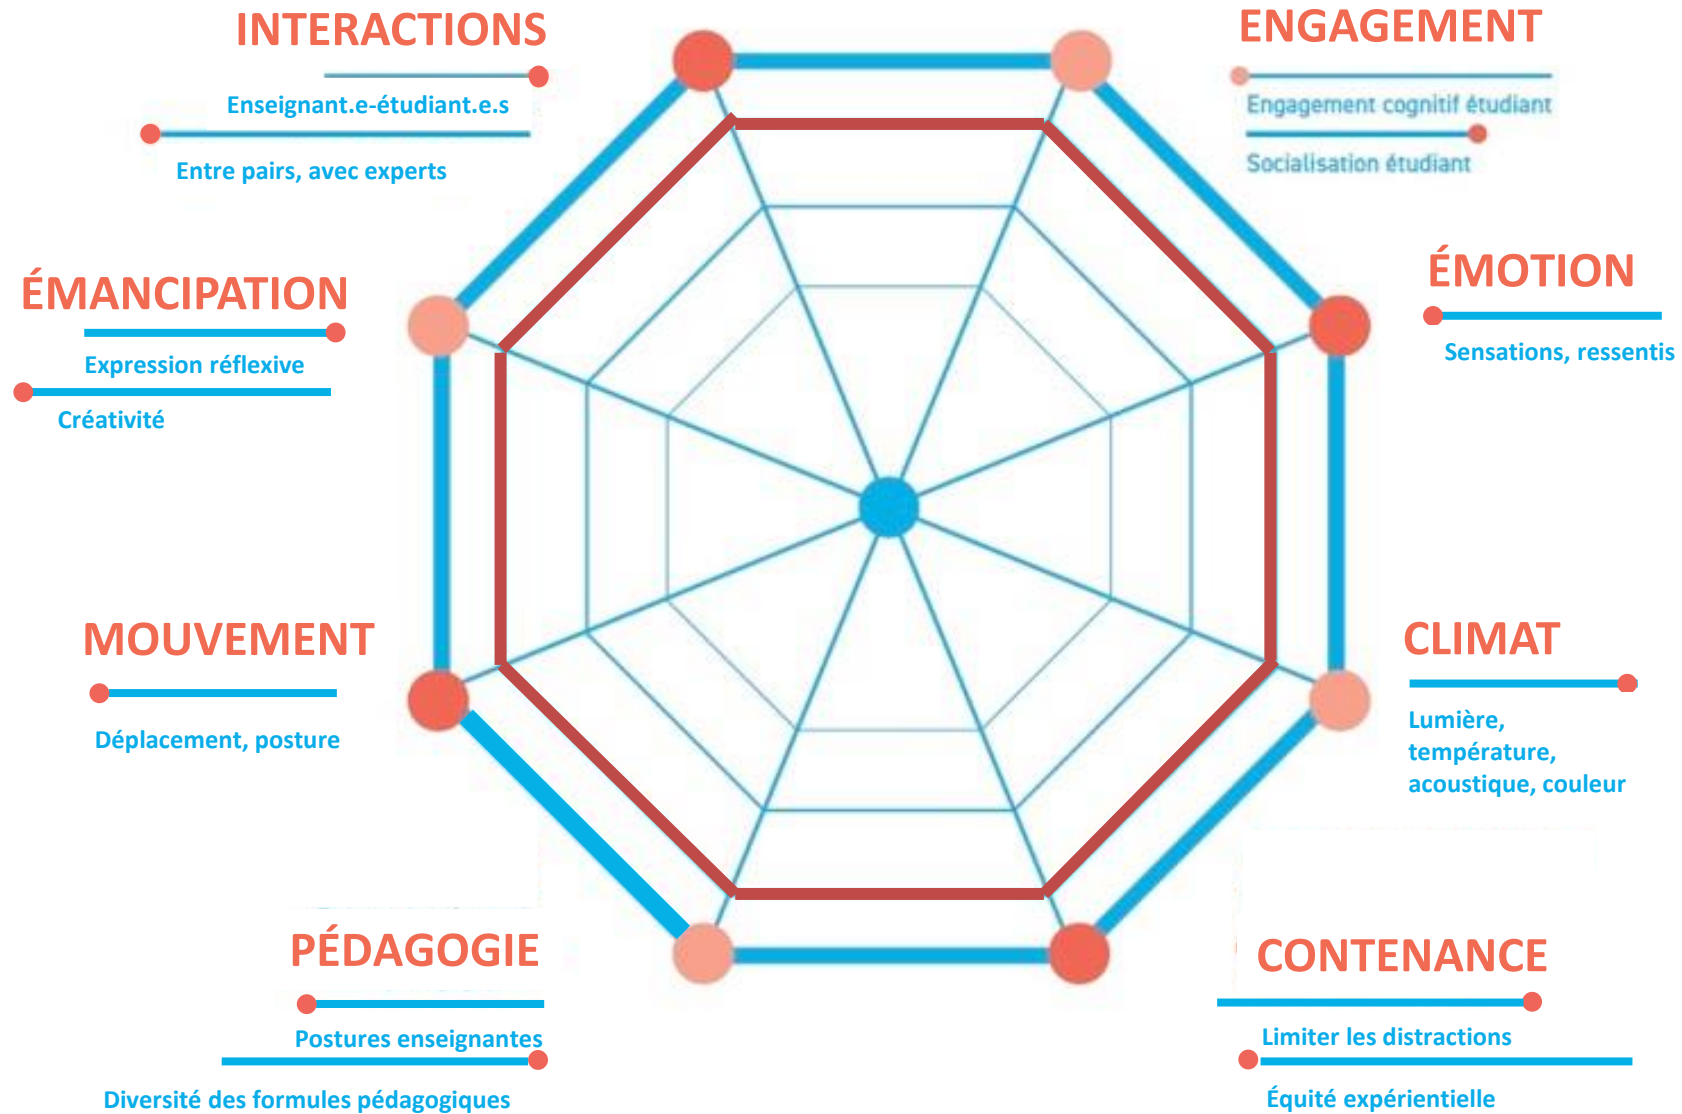 INTERACTIONS
Enseignant.e-étudiant.e.s
Entre pairs, avec experts
ENGAGEMENT
Engagement cognitif étudiant
Socialisation étudiant
ÉMANCIPATION
Expression réflexive
Créativité
ÉMOTION
Sensations, ressentis
MOUVEMENT
Déplacement, posture
CLIMAT
Lumière,
température,
acoustique, couleur
PÉDAGOGIE
Postures enseignantes
Diversité des formules pédagogiques
CONTENANCE
Limiter les distractions
Équité expérientielle